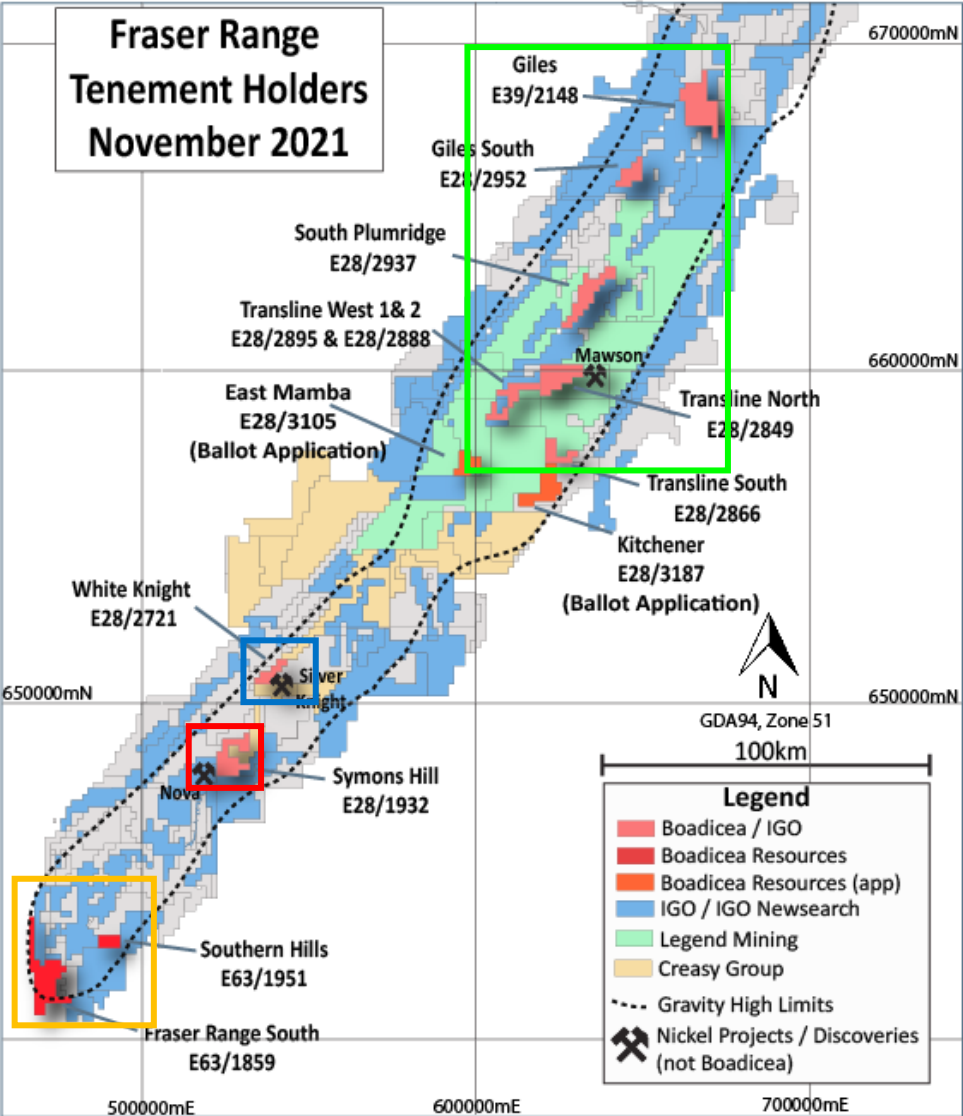 Fraser Range
Tenement Holders
November 2021
670000mN
Giles
E39/2148
Giles South
E28/2952
South Plumridge
E28/2937
Transline West 1& 2
E28/2895 & E28/2888
Mawson
660000mN
East Mamba
E28/3105
(Ballot Application)
Transline North
E28/2849
Transline South
E28/2866
Kitchener
E28/3187
(Ballot Application)
White Knight
E28/2721
Silver
Knight
650000mN
650000mN
N
GDA94, Zone 51
100km
Symons Hill
E28/1932
Nova
Legend
Boadicea / IGO
Boadicea Resources
Boadicea Resources (app)
IGO / IGO Newsearch
Legend Mining
Creasy Group
Gravity High Limits
Nickel Projects / Discoveries
(not Boadicea)
Southern Hills
E63/1951
Fraser Range South
E63/1859
500000mE
600000mE
700000mE